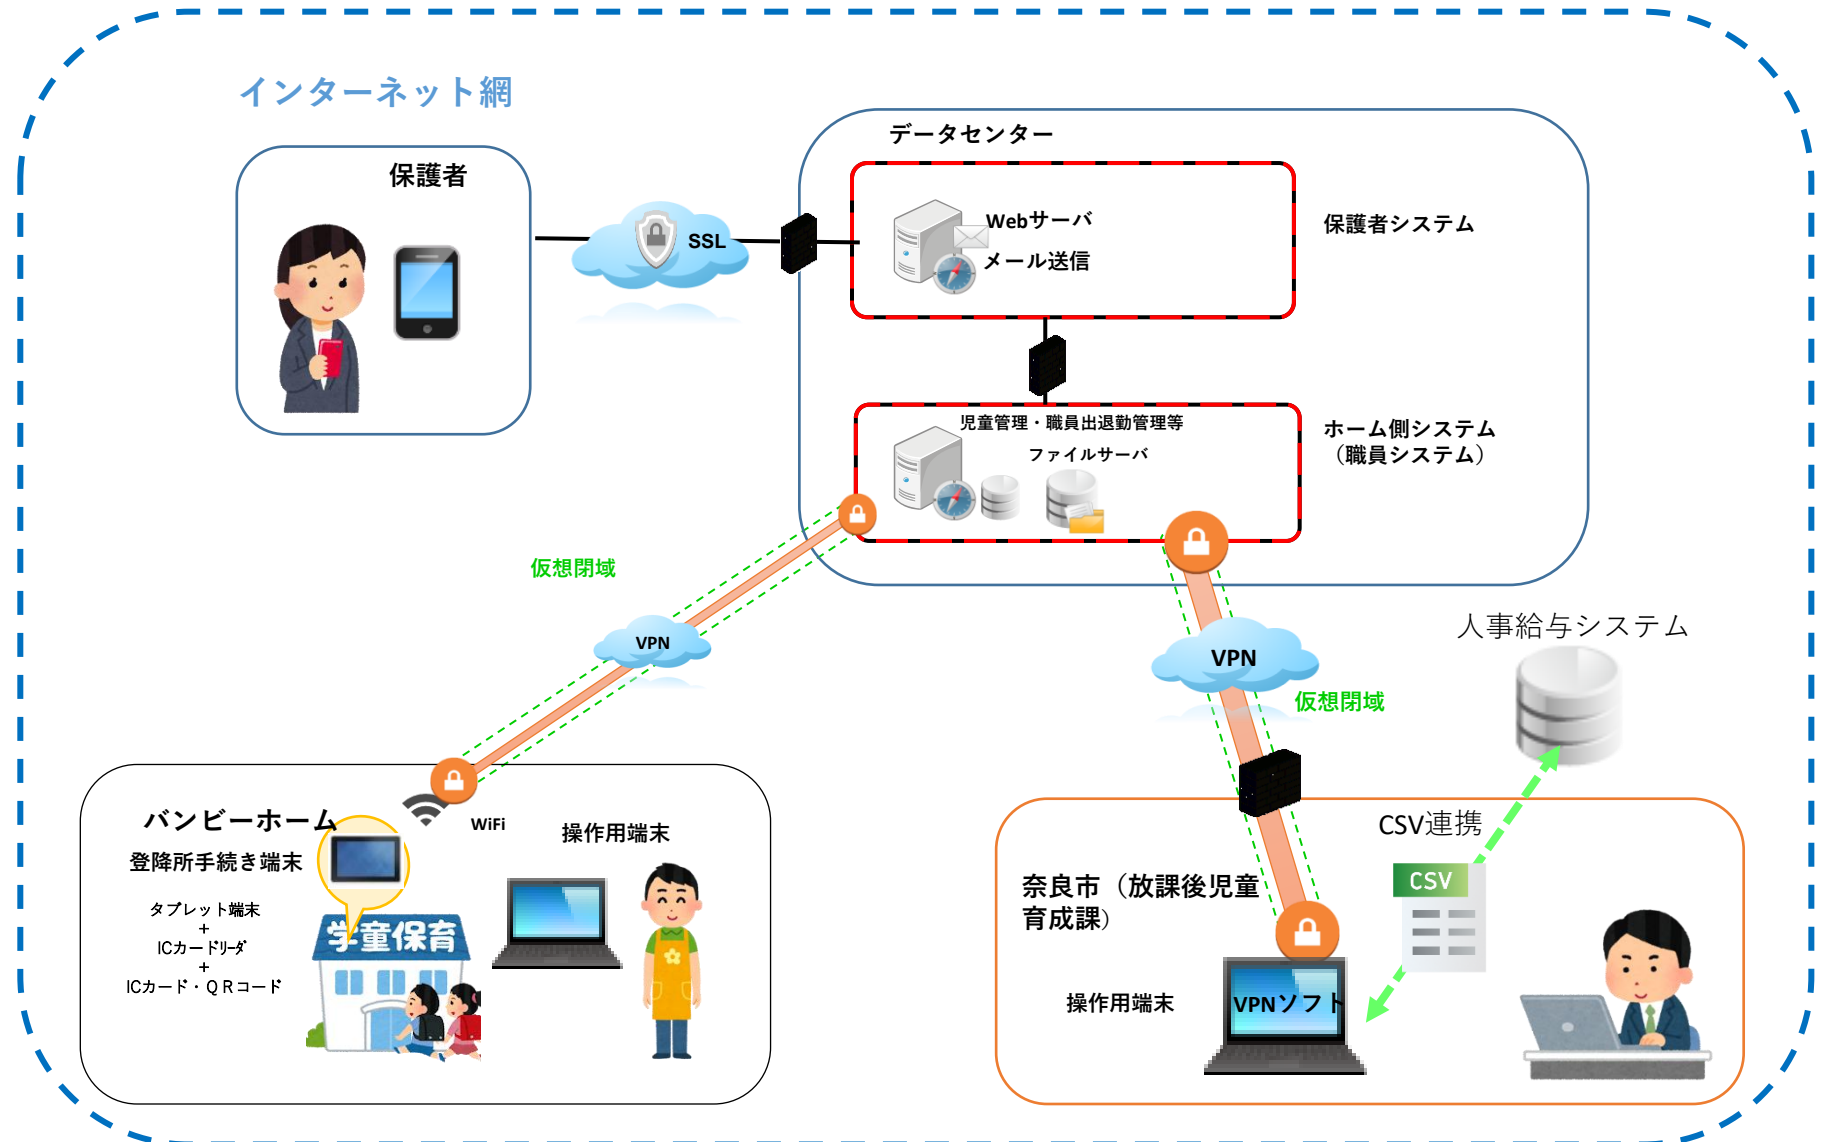 インターネット網
データセンター
保護者
SSL
Webサーバ
メール送信
保護者システム
児童管理・職員出退勤管理等
ファイルサーバ
ホーム側システム
（職員システム）
仮想閉域
VPN
VPN
仮想閉域
人事給与システム
バンビーホーム
WiFi
登降所手続き端末
操作用端末
タブレット端末
+
ICカードリーダ
+
ICカード・ＱＲコード
学童保育
CSV連携
CSV
奈良市（放課後児童
育成課)
操作用端末
VPNソフト